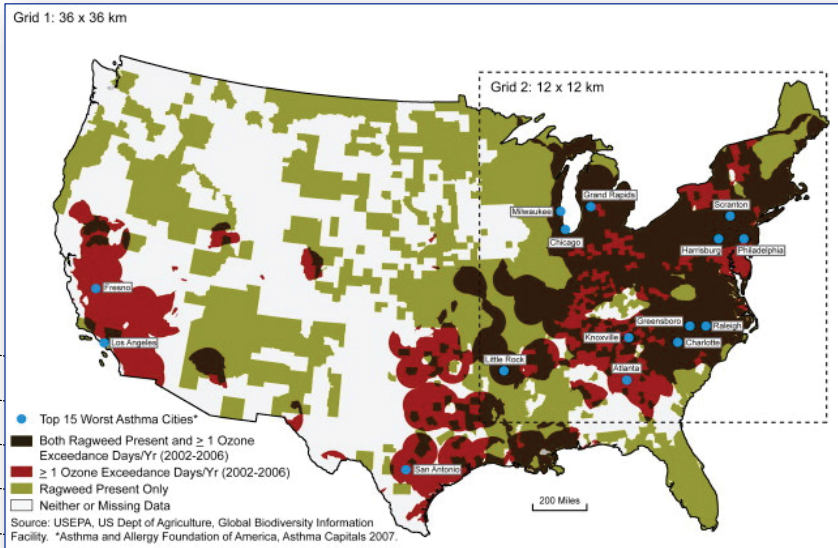 Grid 1: 36 x 36 km
Grid 2: 12 x 12 km
Grand Rapids
Milwaukee
Scranton
Chicago
Harrisburg
Philadelphia
Fresno
Greensboro
Raleigh
Knoxville
Los Angeles
Charlotte
Little Rock
Atlanta
San Antonio
Top 15 Worst Asthma Cities*
Both Ragweed Present and ≥ 1 Ozone
Exceedance Days/Yr (2002-2006)
≥ 1 Ozone Exceedance Days/Yr (2002-2006)
Ragweed Present Only
Neither or Missing Data
200 Miles
Source: USEPA, US Dept of Agriculture, Global Biodiversity Information
Facility. *Asthma and Allergy Foundation of America, Asthma Capitals 2007.